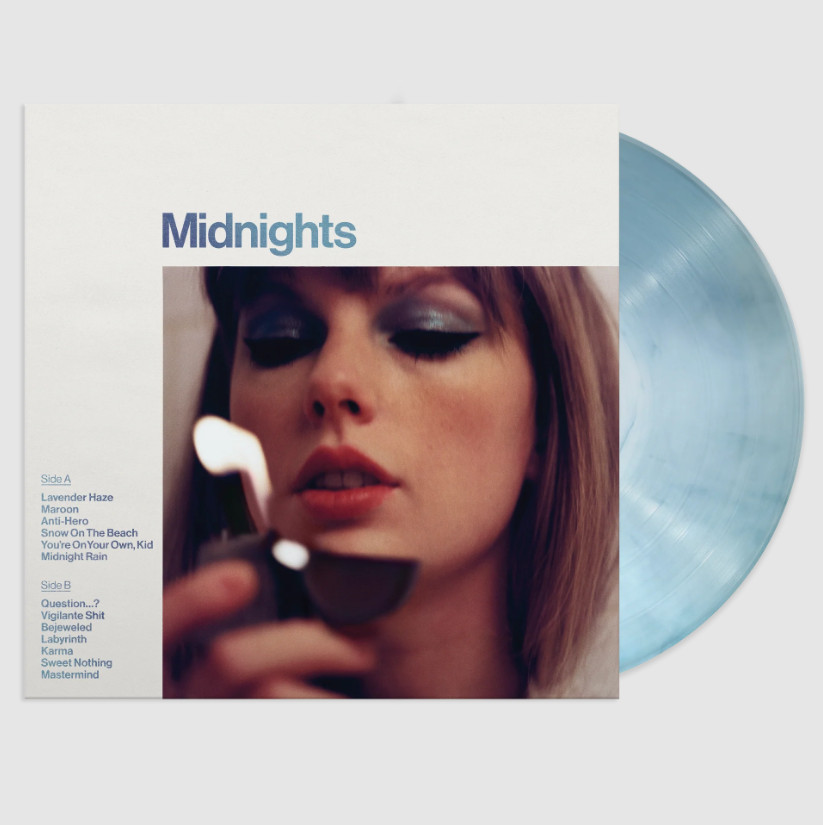 Midnights
Side A
Lavender Haze
Maroon
Anti-Hero
Snow On The Beach
You're On Your Own, Kid
Midnight Rain
Side B
Question...?
Vigilante Shit
Bejeweled
Labyrinth
Karma
Sweet Nothing
Mastermind